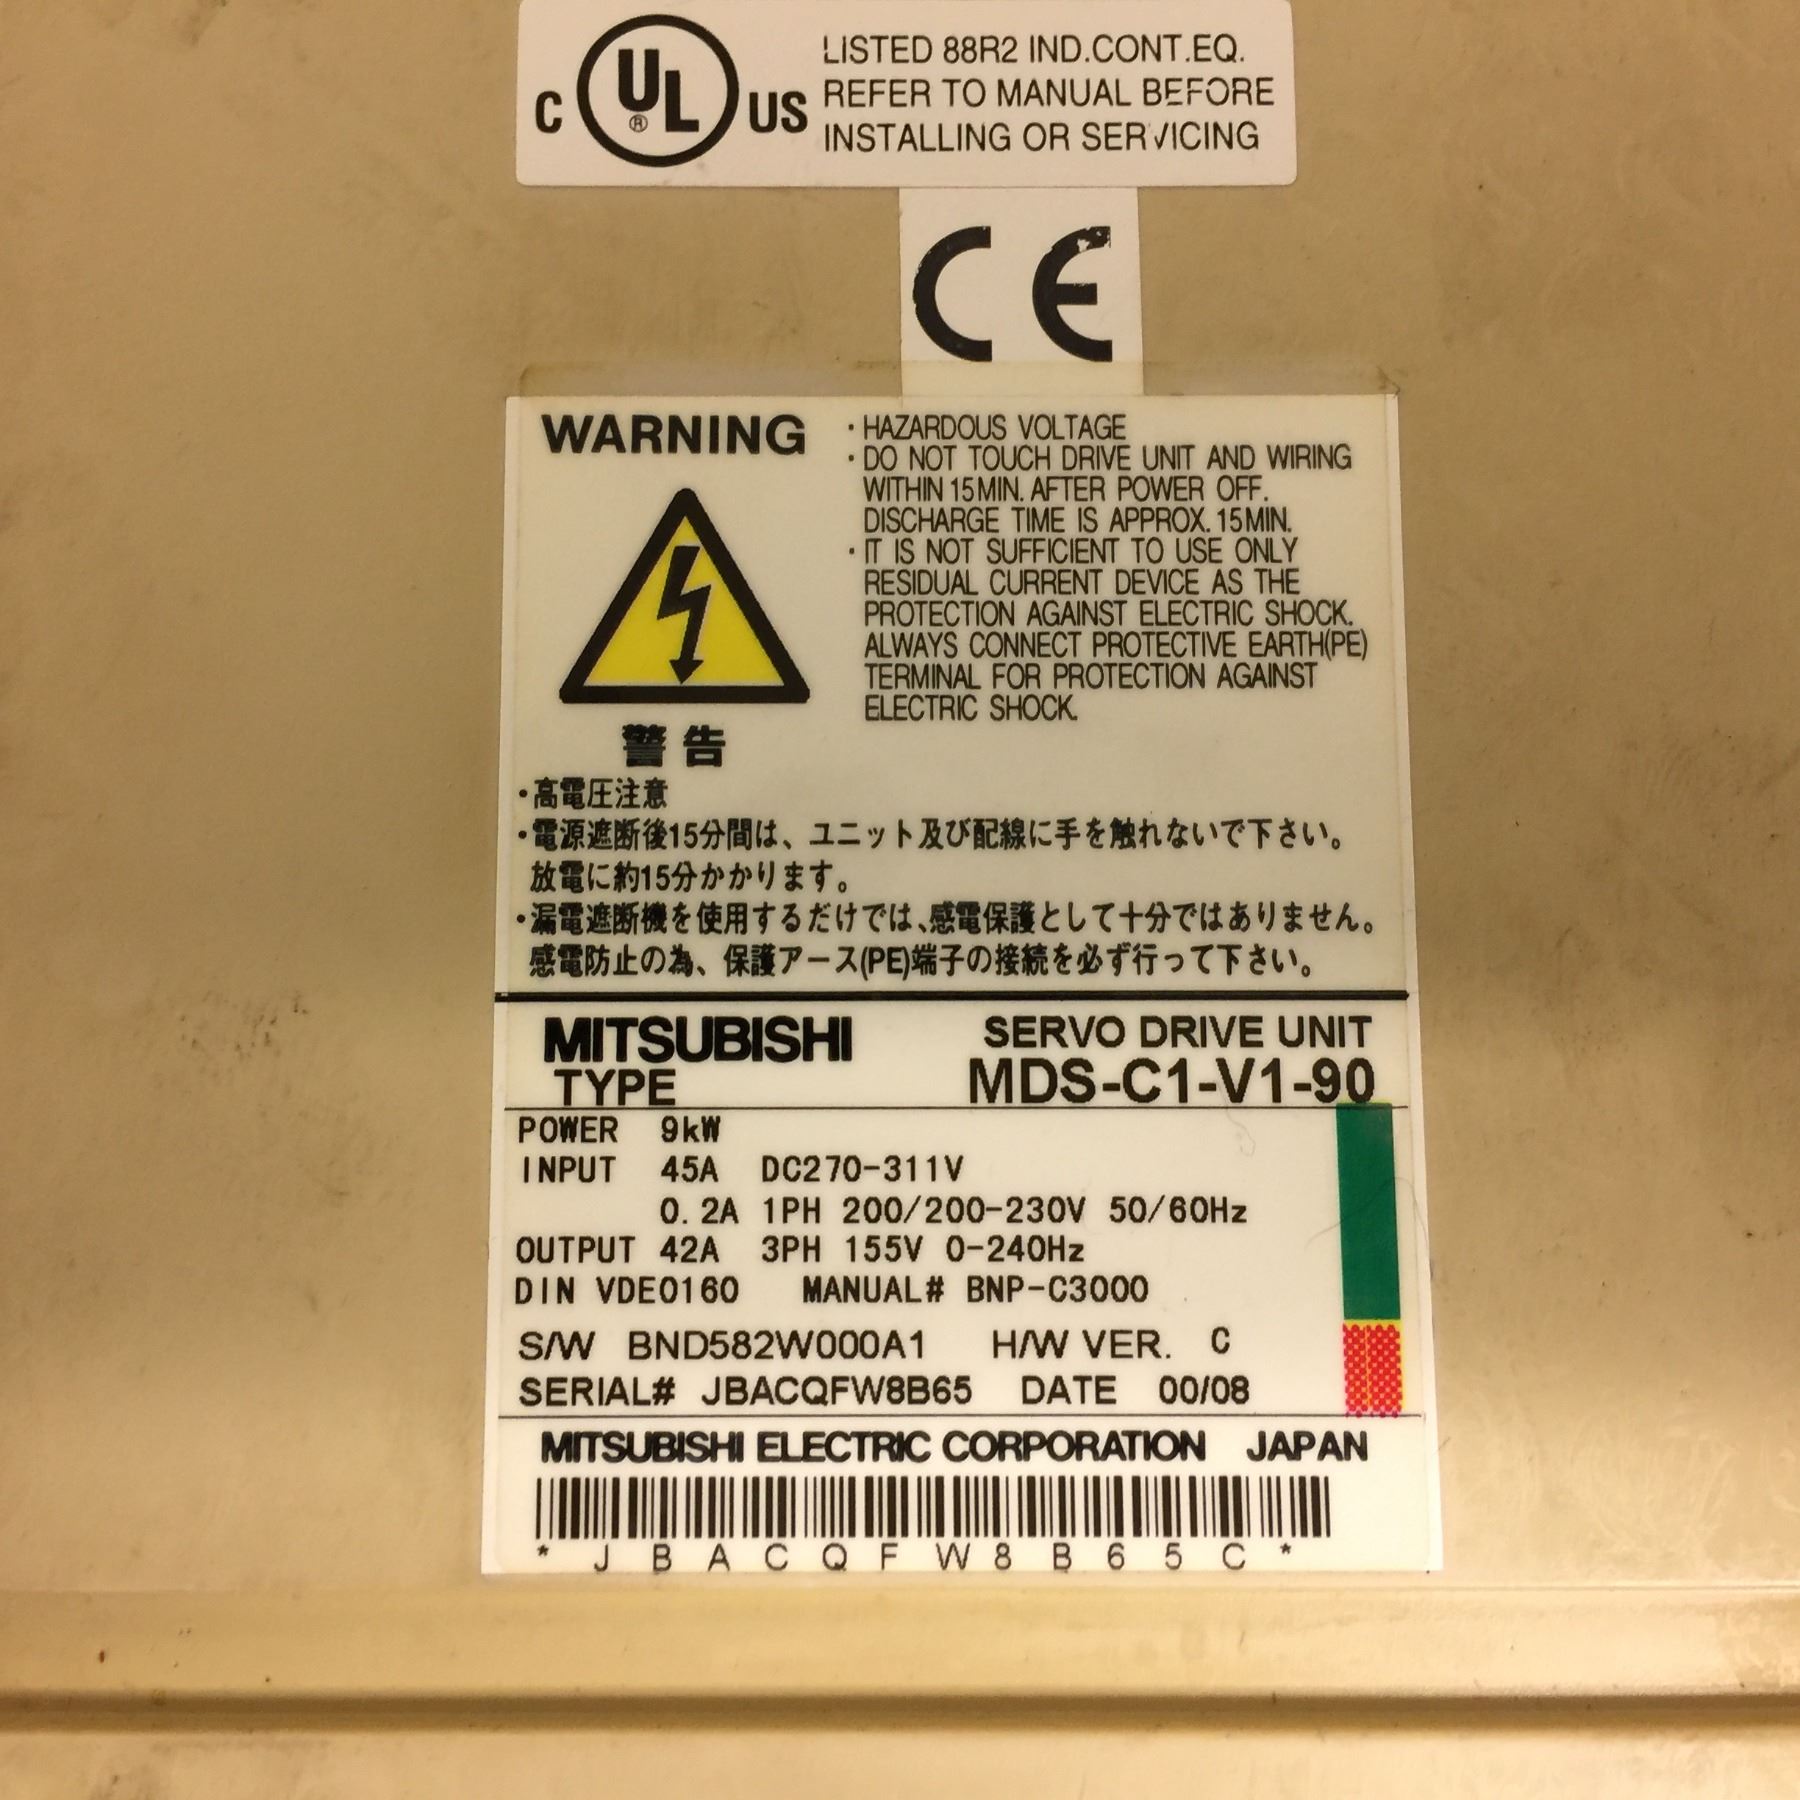 C UL® US
LISTED 88R2 IND.CONT.EQ.
REFER TO MANUAL BEFORE
INSTALLING OR SERVICING
CE
WARNING
・HAZARDOUS VOLTAGE
・DO NOT TOUCH DRIVE UNIT AND WIRING
WITHIN 15MIN. AFTER POWER OFF.
DISCHARGE TIME IS APPROX. 15MIN.
・IT IS NOT SUFFICIENT TO USE ONLY
RESIDUAL CURRENT DEVICE AS THE
PROTECTION AGAINST ELECTRIC SHOCK.
ALWAYS CONNECT PROTECTIVE EARTH(PE)
TERMINAL FOR PROTECTION AGAINST
ELECTRIC SHOCK.
警告
・高電圧注意
・電源遮断後15分間は、ユニット及び配線に手を触れないで下さい。
放電に約15分かかります。
・漏電遮断機を使用するだけでは、感電保護として十分ではありません。
感電防止の為、保護アース(PE)端子の接続を必ず行って下さい。
MITSUBISHI SERVO DRIVE UNIT
TYPE MDS-C1-V1-90
POWER 9kW
INPUT 45A DC270-311V
0.2A 1PH 200/200-230V 50/60Hz
OUTPUT 42A 3PH 155V 0-240Hz
DIN VDE0160 MANUAL# BNP-C3000
S/W BND582W000A1 H/W VER. C
SERIAL# JBACQFW8B65 DATE 00/08
MITSUBISHI ELECTRIC CORPORATION JAPAN
* J B A C Q F W 8 B 6 5 C *